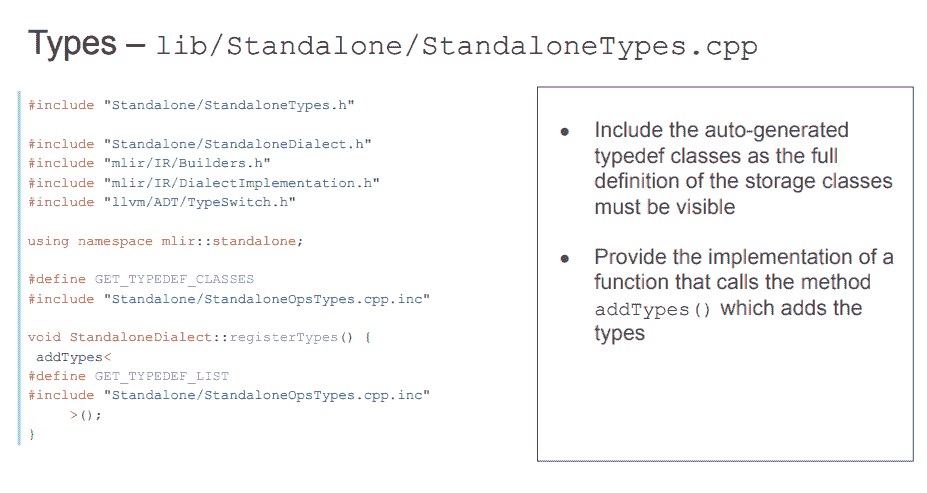 Types – lib/Standalone/StandaloneTypes.cpp
#include "Standalone/StandaloneTypes.h"
#include "Standalone/StandaloneDialect.h"
#include "mlir/IR/Builders.h"
#include "mlir/IR/DialectImplementation.h"
#include "llvm/ADT/TypeSwitch.h"
using namespace mlir::standalone;
#define GET_TYPEDEF_CLASSES
#include "Standalone/StandaloneOpsTypes.cpp.inc"
void StandaloneDialect::registerTypes() {
 addTypes<
#define GET_TYPEDEF_LIST
#include "Standalone/StandaloneOpsTypes.cpp.inc"
     >();
}
● Include the auto-generated
typedef classes as the full
definition of the storage classes
must be visible
● Provide the implementation of a
function that calls the method
addTypes() which adds the
types